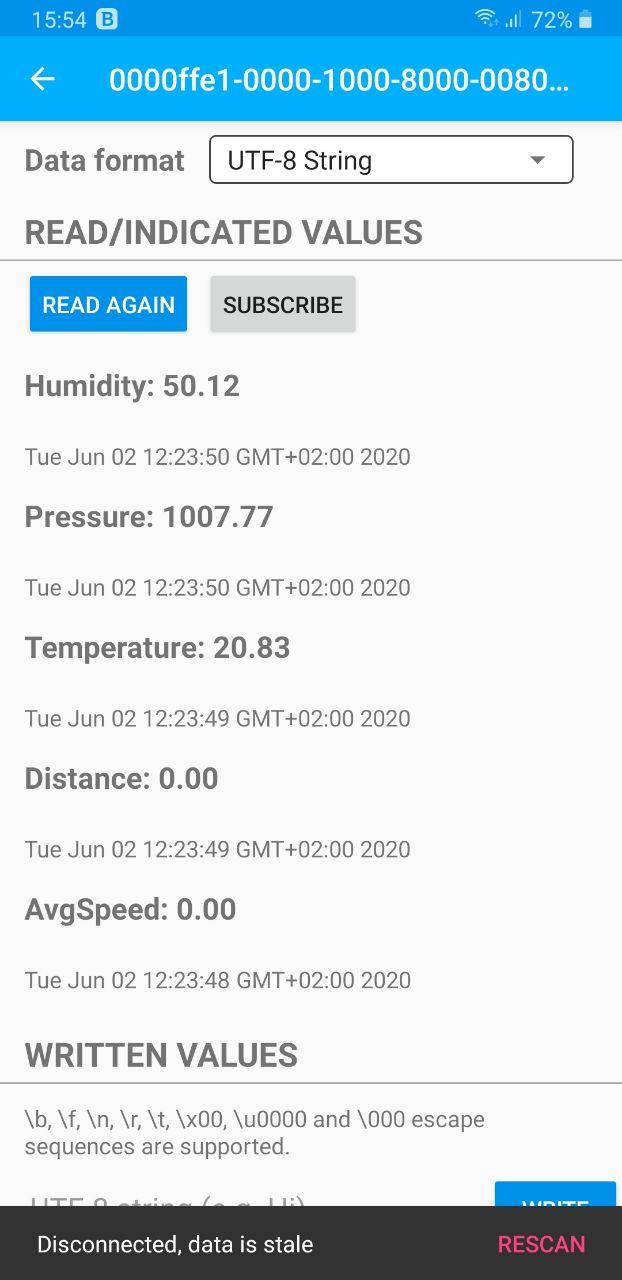 15:54 B 72%
0000ffe1-0000-1000-8000-0080...
Data format UTF-8 String
READ/INDICATED VALUES
READ AGAIN SUBSCRIBE
Humidity: 50.12
Tue Jun 02 12:23:50 GMT+02:00 2020
Pressure: 1007.77
Tue Jun 02 12:23:50 GMT+02:00 2020
Temperature: 20.83
Tue Jun 02 12:23:49 GMT+02:00 2020
Distance: 0.00
Tue Jun 02 12:23:49 GMT+02:00 2020
AvgSpeed: 0.00
Tue Jun 02 12:23:48 GMT+02:00 2020
WRITTEN VALUES
\b, \f, \n, \r, \t, \x00, \u0000 and \000 escape
sequences are supported.
UTF-8 string (e.g. Hi) WRITE
Disconnected, data is stale RESCAN